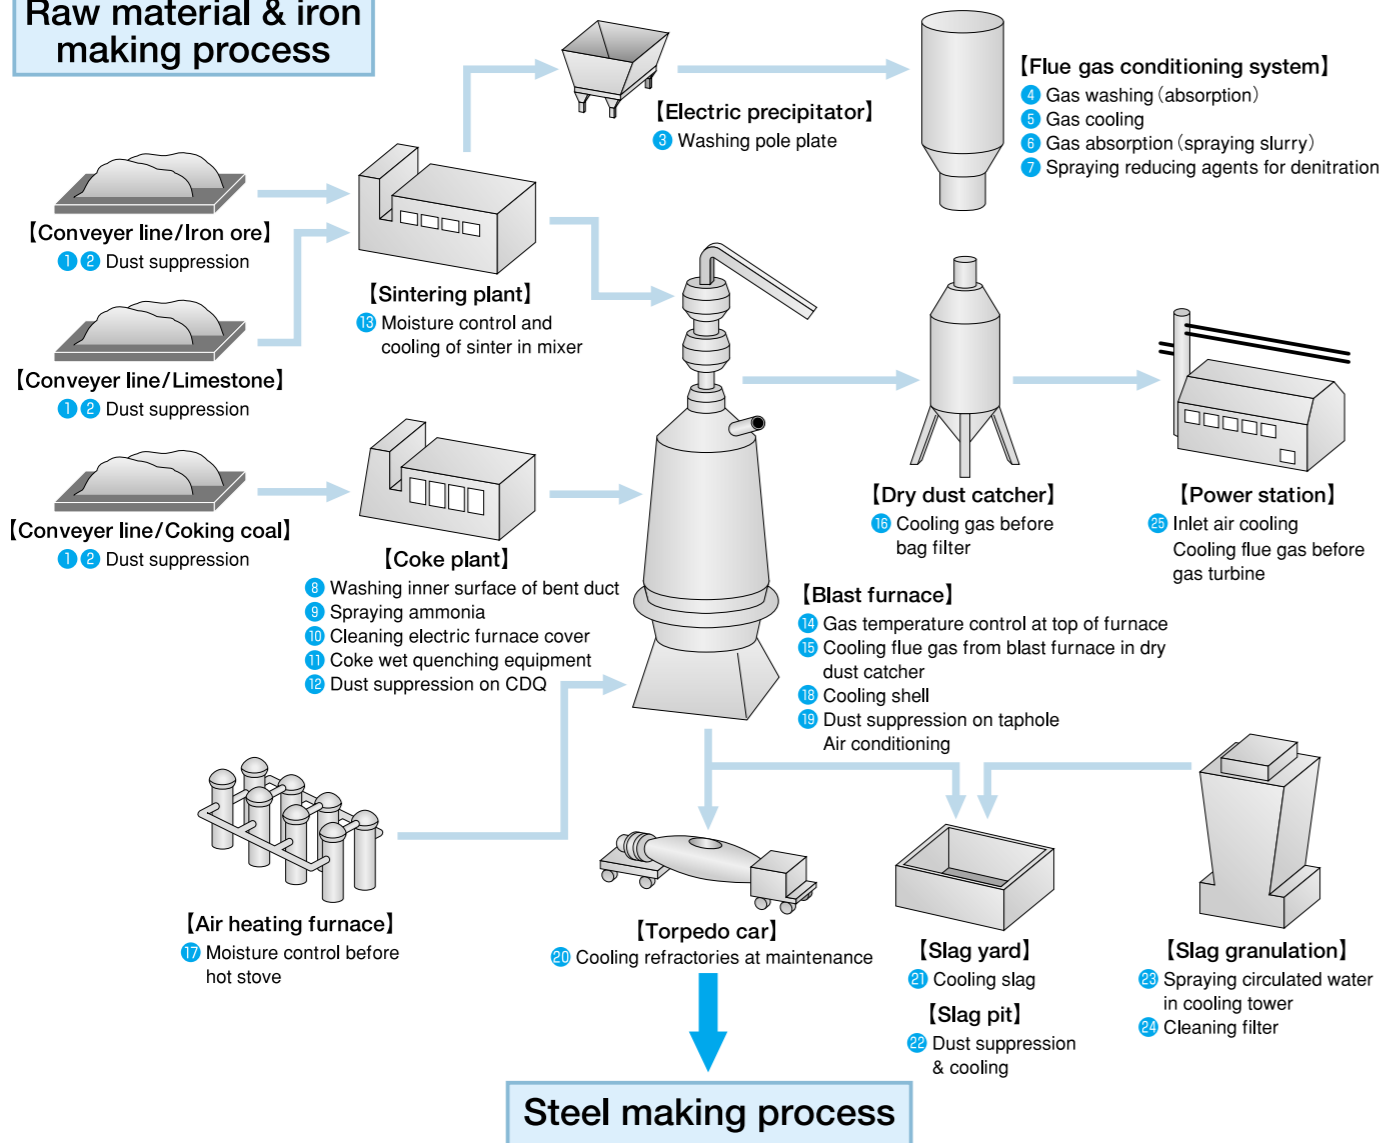 Raw material & iron
making process
【Electric precipitator】
3 Washing pole plate
【Flue gas conditioning system】
4 Gas washing (absorption)
5 Gas cooling
6 Gas absorption (spraying slurry)
7 Spraying reducing agents for denitration
【Conveyer line/Iron ore】
1 2 Dust suppression
【Sintering plant】
13 Moisture control and
cooling of sinter in mixer
【Conveyer line/Limestone】
1 2 Dust suppression
【Conveyer line/Coking coal】
1 2 Dust suppression
【Coke plant】
8 Washing inner surface of bent duct
9 Spraying ammonia
10 Cleaning electric furnace cover
11 Coke wet quenching equipment
12 Dust suppression on CDQ
【Dry dust catcher】
16 Cooling gas before
bag filter
【Power station】
25 Inlet air cooling
Cooling flue gas before
gas turbine
【Blast furnace】
14 Gas temperature control at top of furnace
15 Cooling flue gas from blast furnace in dry
dust catcher
18 Cooling shell
19 Dust suppression on taphole
Air conditioning
【Air heating furnace】
17 Moisture control before
hot stove
【Torpedo car】
20 Cooling refractories at maintenance
【Slag yard】
21 Cooling slag
【Slag pit】
22 Dust suppression
& cooling
【Slag granulation】
23 Spraying circulated water
in cooling tower
24 Cleaning filter
Steel making process